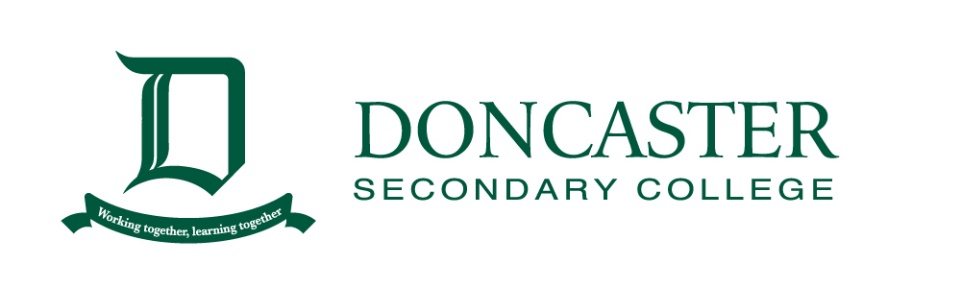 DONCASTER
SECONDARY COLLEGE
Working together, learning together